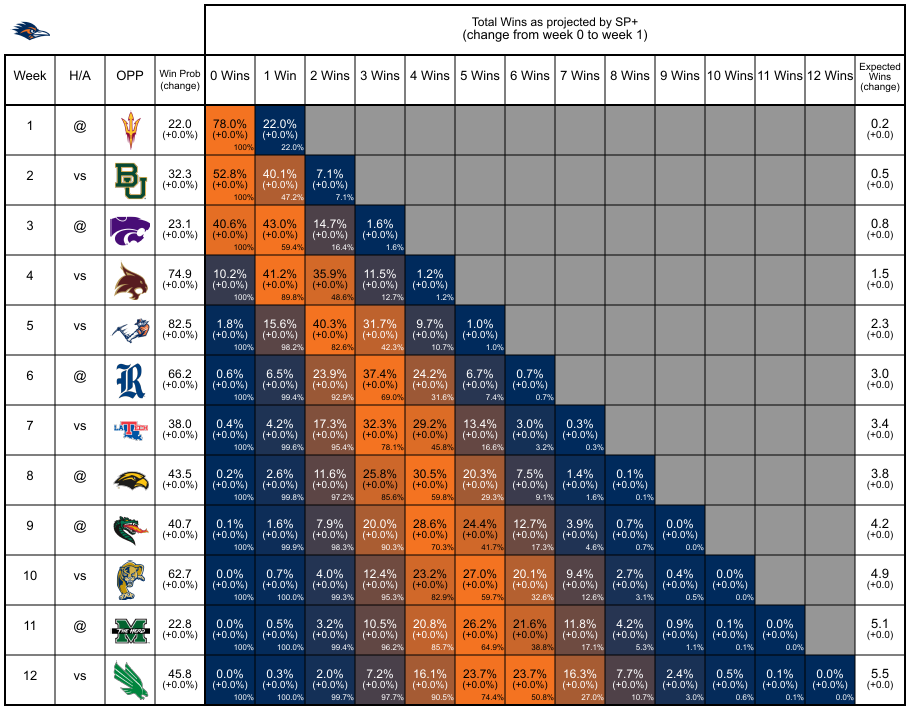 Total Wins as projected by SP+
(change from week 0 to week 1)
Week H/A OPP Win Prob (change) 0 Wins 1 Win 2 Wins 3 Wins 4 Wins 5 Wins 6 Wins 7 Wins 8 Wins 9 Wins 10 Wins 11 Wins 12 Wins Expected Wins (change)
1 @ 22.0 78.0% 22.0% 0.2
(+0.0%) (+0.0%) (+0.0%) (+0.0)
100% 22.0%
2 vs BU 32.3 52.8% 40.1% 7.1% 0.5
(+0.0%) (+0.0%) (+0.0%) (+0.0%) (+0.0)
100% 47.2% 7.1%
3 @ 23.1 40.6% 43.0% 14.7% 1.6% 0.8
(+0.0%) (+0.0%) (+0.0%) (+0.0%) (+0.0%) (+0.0)
100% 59.4% 16.4% 1.6%
4 vs 74.9 10.2% 41.2% 35.9% 11.5% 1.2% 1.5
(+0.0%) (+0.0%) (+0.0%) (+0.0%) (+0.0%) (+0.0%) (+0.0)
100% 89.8% 48.6% 12.7% 1.2%
5 vs 82.5 1.8% 15.6% 40.3% 31.7% 9.7% 1.0% 2.3
(+0.0%) (+0.0%) (+0.0%) (+0.0%) (+0.0%) (+0.0%) (+0.0%) (+0.0)
100% 98.2% 82.6% 42.3% 10.7% 1.0%
6 @ R 66.2 0.6% 6.5% 23.9% 37.4% 24.2% 6.7% 0.7% 3.0
(+0.0%) (+0.0%) (+0.0%) (+0.0%) (+0.0%) (+0.0%) (+0.0%) (+0.0%) (+0.0)
100% 99.4% 92.9% 69.0% 31.6% 7.4% 0.7%
7 vs LA TECH 38.0 0.4% 4.2% 17.3% 32.3% 29.2% 13.4% 3.0% 0.3% 3.4
(+0.0%) (+0.0%) (+0.0%) (+0.0%) (+0.0%) (+0.0%) (+0.0%) (+0.0%) (+0.0%) (+0.0)
100% 99.6% 95.4% 78.1% 45.8% 16.6% 3.2% 0.3%
8 @ 43.5 0.2% 2.6% 11.6% 25.8% 30.5% 20.3% 7.5% 1.4% 0.1% 3.8
(+0.0%) (+0.0%) (+0.0%) (+0.0%) (+0.0%) (+0.0%) (+0.0%) (+0.0%) (+0.0%) (+0.0%) (+0.0)
100% 99.8% 97.2% 85.6% 59.8% 29.3% 9.1% 1.6% 0.1%
9 @ 40.7 0.1% 1.6% 7.9% 20.0% 28.6% 24.4% 12.7% 3.9% 0.7% 0.0% 4.2
(+0.0%) (+0.0%) (+0.0%) (+0.0%) (+0.0%) (+0.0%) (+0.0%) (+0.0%) (+0.0%) (+0.0%) (+0.0%) (+0.0)
100% 99.9% 98.3% 90.3% 70.3% 41.7% 17.3% 4.6% 0.7% 0.0%
10 vs 62.7 0.0% 0.7% 4.0% 12.4% 23.2% 27.0% 20.1% 9.4% 2.7% 0.4% 0.0% 4.9
(+0.0%) (+0.0%) (+0.0%) (+0.0%) (+0.0%) (+0.0%) (+0.0%) (+0.0%) (+0.0%) (+0.0%) (+0.0%) (+0.0%) (+0.0)
100% 100.0% 99.3% 95.3% 82.9% 59.7% 32.6% 12.6% 3.1% 0.5% 0.0%
11 @ M THE HERD 22.8 0.0% 0.5% 3.2% 10.5% 20.8% 26.2% 21.6% 11.8% 4.2% 0.9% 0.1% 0.0% 5.1
(+0.0%) (+0.0%) (+0.0%) (+0.0%) (+0.0%) (+0.0%) (+0.0%) (+0.0%) (+0.0%) (+0.0%) (+0.0%) (+0.0%) (+0.0%) (+0.0)
100% 100.0% 99.4% 96.2% 85.7% 64.9% 38.8% 17.1% 5.3% 1.1% 0.1% 0.0%
12 vs 45.8 0.0% 0.3% 2.0% 7.2% 16.1% 23.7% 23.7% 16.3% 7.7% 2.4% 0.5% 0.1% 0.0% 5.5
(+0.0%) (+0.0%) (+0.0%) (+0.0%) (+0.0%) (+0.0%) (+0.0%) (+0.0%) (+0.0%) (+0.0%) (+0.0%) (+0.0%) (+0.0%) (+0.0%) (+0.0)
100% 100.0% 99.7% 97.7% 90.5% 74.4% 50.8% 27.0% 10.7% 3.0% 0.6% 0.1% 0.0%